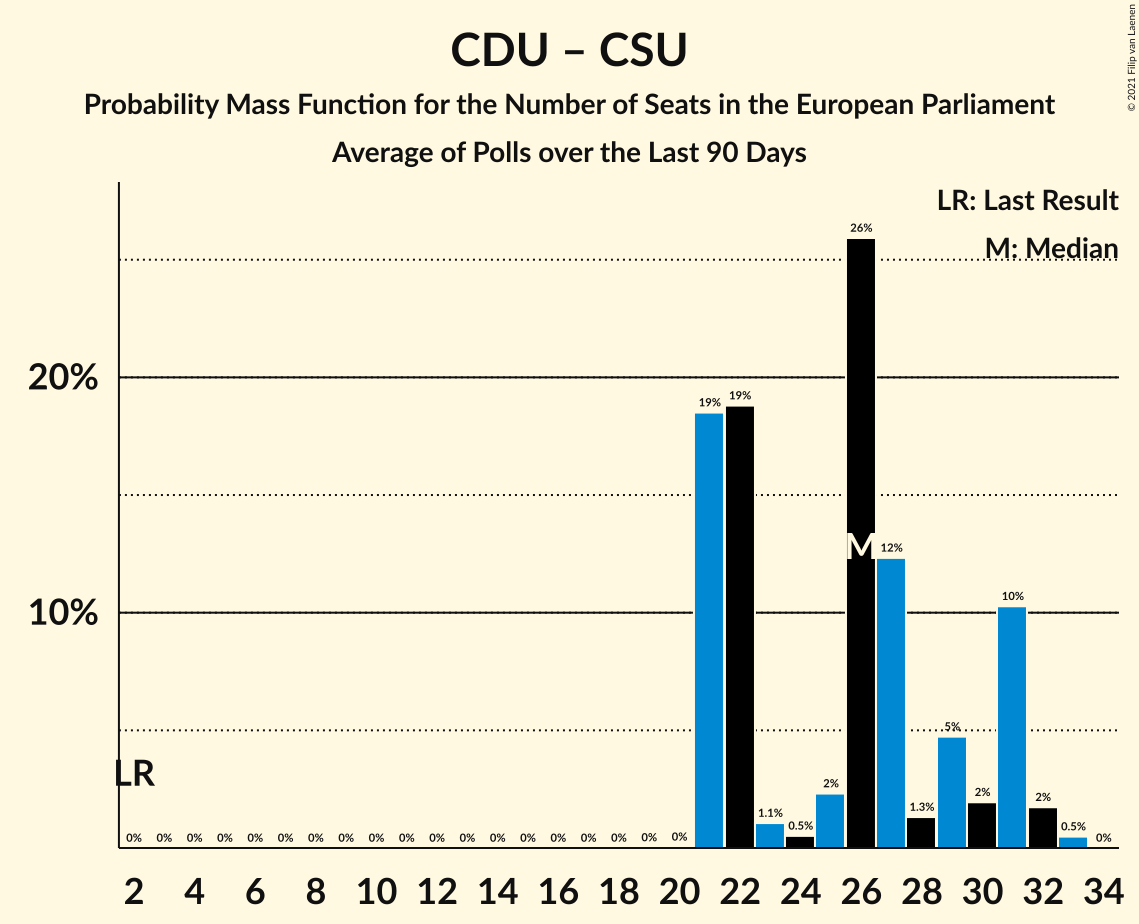 CDU – CSU
Probability Mass Function for the Number of Seats in the European Parliament
Average of Polls over the Last 90 Days
© 2021 Filip van Laenen
LR: Last Result
M: Median
26%
20%
19% 19%
M 12%
10%
10%
5%
LR
2% 2% 2%
1.1% 0.5% 1.3% 0.5%
0% 0% 0% 0% 0% 0% 0% 0% 0% 0% 0% 0% 0% 0% 0% 0% 0% 0% 0% 0%
2 4 6 8 10 12 14 16 18 20 22 24 26 28 30 32 34